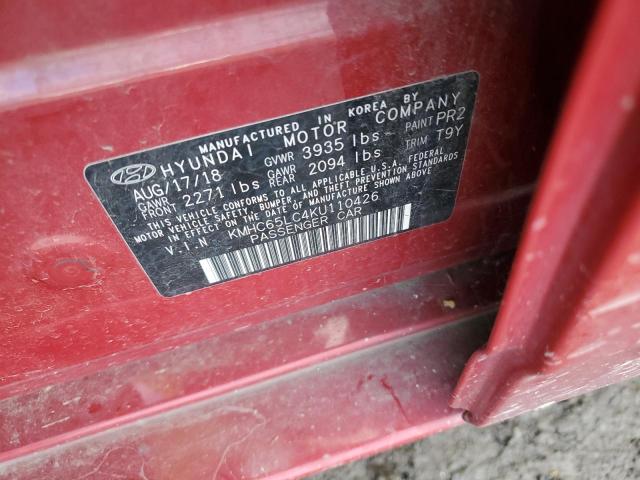 MANUFACTURED IN KOREA BY
HYUNDAI MOTOR COMPANY
AUG/17/18 GVWR 3935 lbs PAINT PR2
GAWR FRONT 2271 lbs GAWR REAR 2094 lbs TRIM T9Y
THIS VEHICLE CONFORMS TO ALL APPLICABLE U.S.A. FEDERAL
MOTOR VEHICLE SAFETY, BUMPER, AND THEFT PREVENTION STANDARDS
IN EFFECT ON THE DATE OF MANUFACTURE SHOWN ABOVE.
V.I.N KMHC65LC4KU110426
PASSENGER CAR